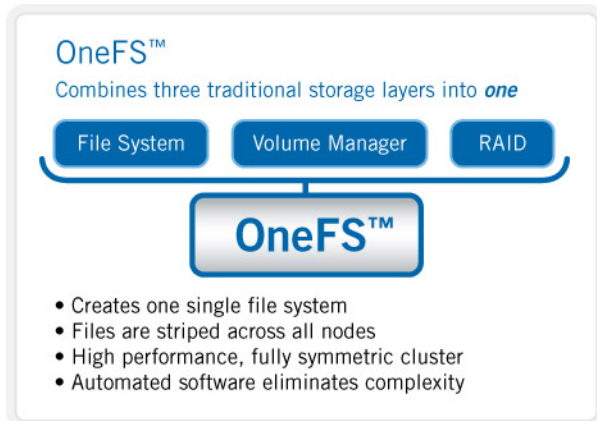 OneFS™
Combines three traditional storage layers into one
File System Volume Manager RAID
OneFS™
• Creates one single file system
• Files are striped across all nodes
• High performance, fully symmetric cluster
• Automated software eliminates complexity